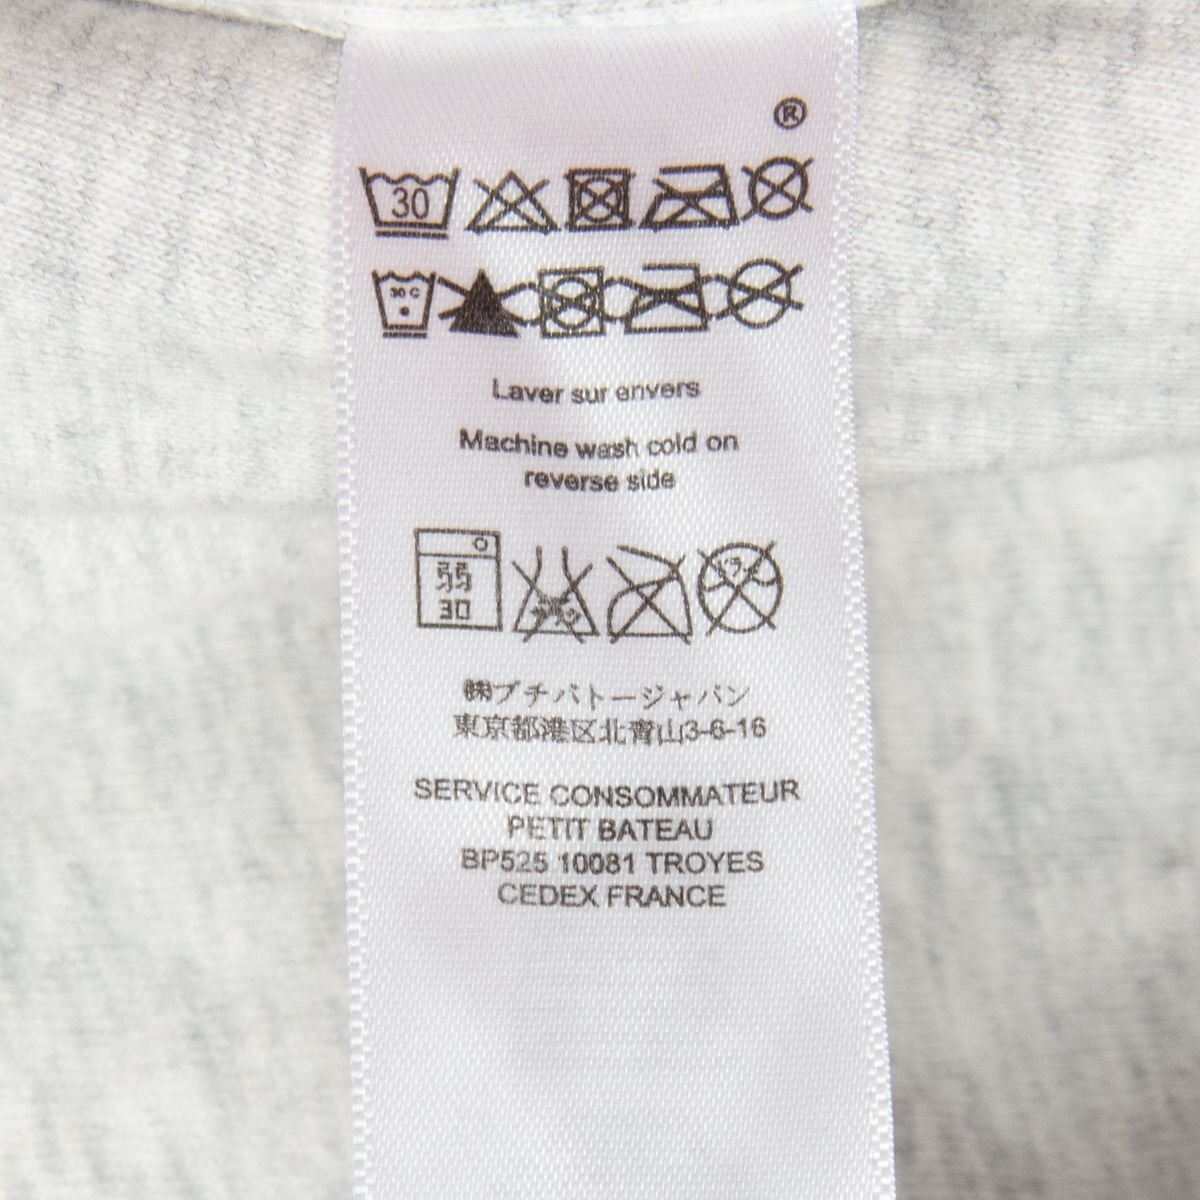 ®
30
30 C
Laver sur envers
Machine wash cold on
reverse side
30
㈱プチバトージャパン
東京都港区北青山3-6-16
SERVICE CONSOMMATEUR
PETIT BATEAU
BP525 10081 TROYES
CEDEX FRANCE